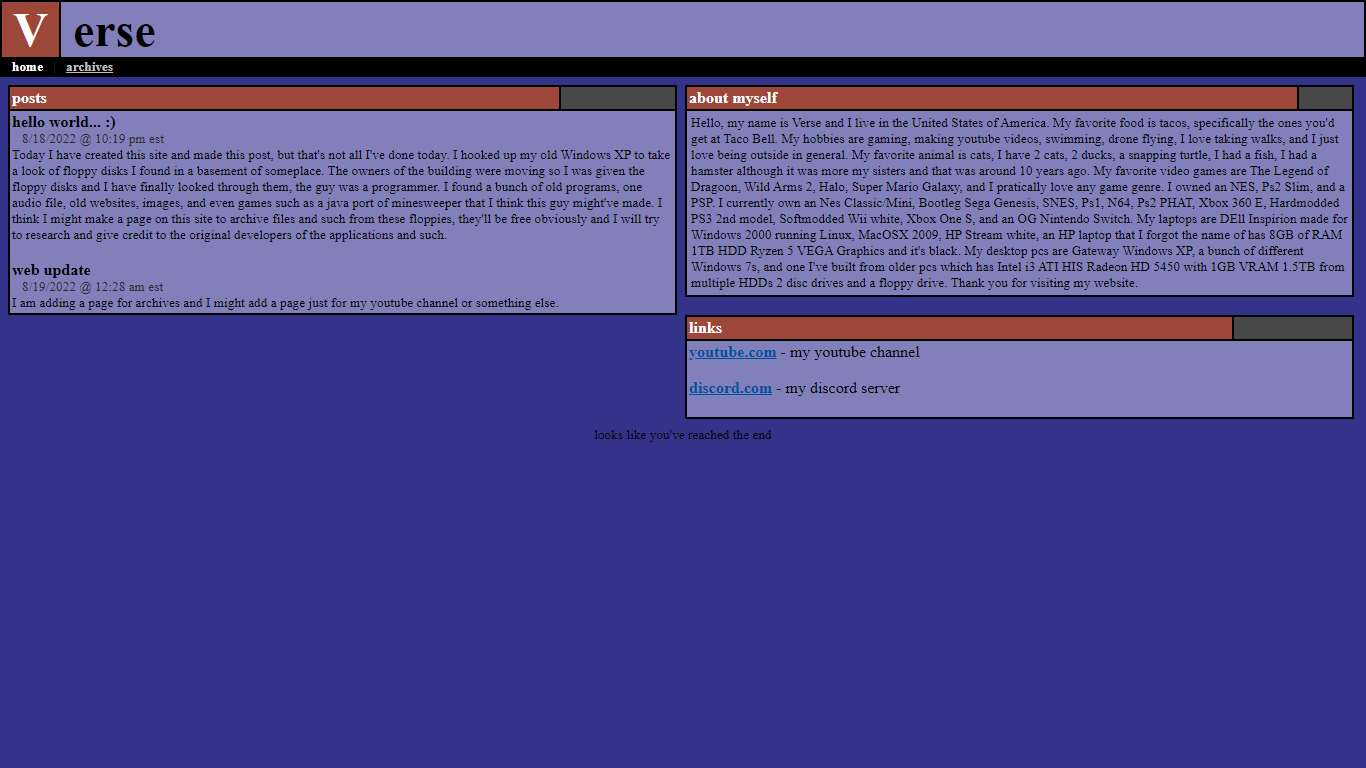 V erse
home | archives
posts
hello world... :)
8/18/2022 @ 10:19 pm est
Today I have created this site and made this post, but that's not all I've done today. I hooked up my old Windows XP to take
a look of floppy disks I found in a basement of someplace. The owners of the building were moving so I was given the
floppy disks and I have finally looked through them, the guy was a programmer. I found a bunch of old programs, one
audio file, old websites, images, and even games such as a java port of minesweeper that I think this guy might've made. I
think I might make a page on this site to archive files and such from these floppies, they'll be free obviously and I will try
to research and give credit to the original developers of the applications and such.
web update
8/19/2022 @ 12:28 am est
I am adding a page for archives and I might add a page just for my youtube channel or something else.
about myself
Hello, my name is Verse and I live in the United States of America. My favorite food is tacos, specifically the ones you'd
get at Taco Bell. My hobbies are gaming, making youtube videos, swimming, drone flying, I love taking walks, and I just
love being outside in general. My favorite animal is cats, I have 2 cats, 2 ducks, a snapping turtle, I had a fish, I had a
hamster although it was more my sisters and that was around 10 years ago. My favorite video games are The Legend of
Dragoon, Wild Arms 2, Halo, Super Mario Galaxy, and I pratically love any game genre. I owned an NES, Ps2 Slim, and a
PSP. I currently own an Nes Classic/Mini, Bootleg Sega Genesis, SNES, Ps1, N64, Ps2 PHAT, Xbox 360 E, Hardmodded
PS3 2nd model, Softmodded Wii white, Xbox One S, and an OG Nintendo Switch. My laptops are DEll Inspirion made for
Windows 2000 running Linux, MacOSX 2009, HP Stream white, an HP laptop that I forgot the name of has 8GB of RAM
1TB HDD Ryzen 5 VEGA Graphics and it's black. My desktop pcs are Gateway Windows XP, a bunch of different
Windows 7s, and one I've built from older pcs which has Intel i3 ATI HIS Radeon HD 5450 with 1GB VRAM 1.5TB from
multiple HDDs 2 disc drives and a floppy drive. Thank you for visiting my website.
links
youtube.com - my youtube channel
discord.com - my discord server
looks like you've reached the end